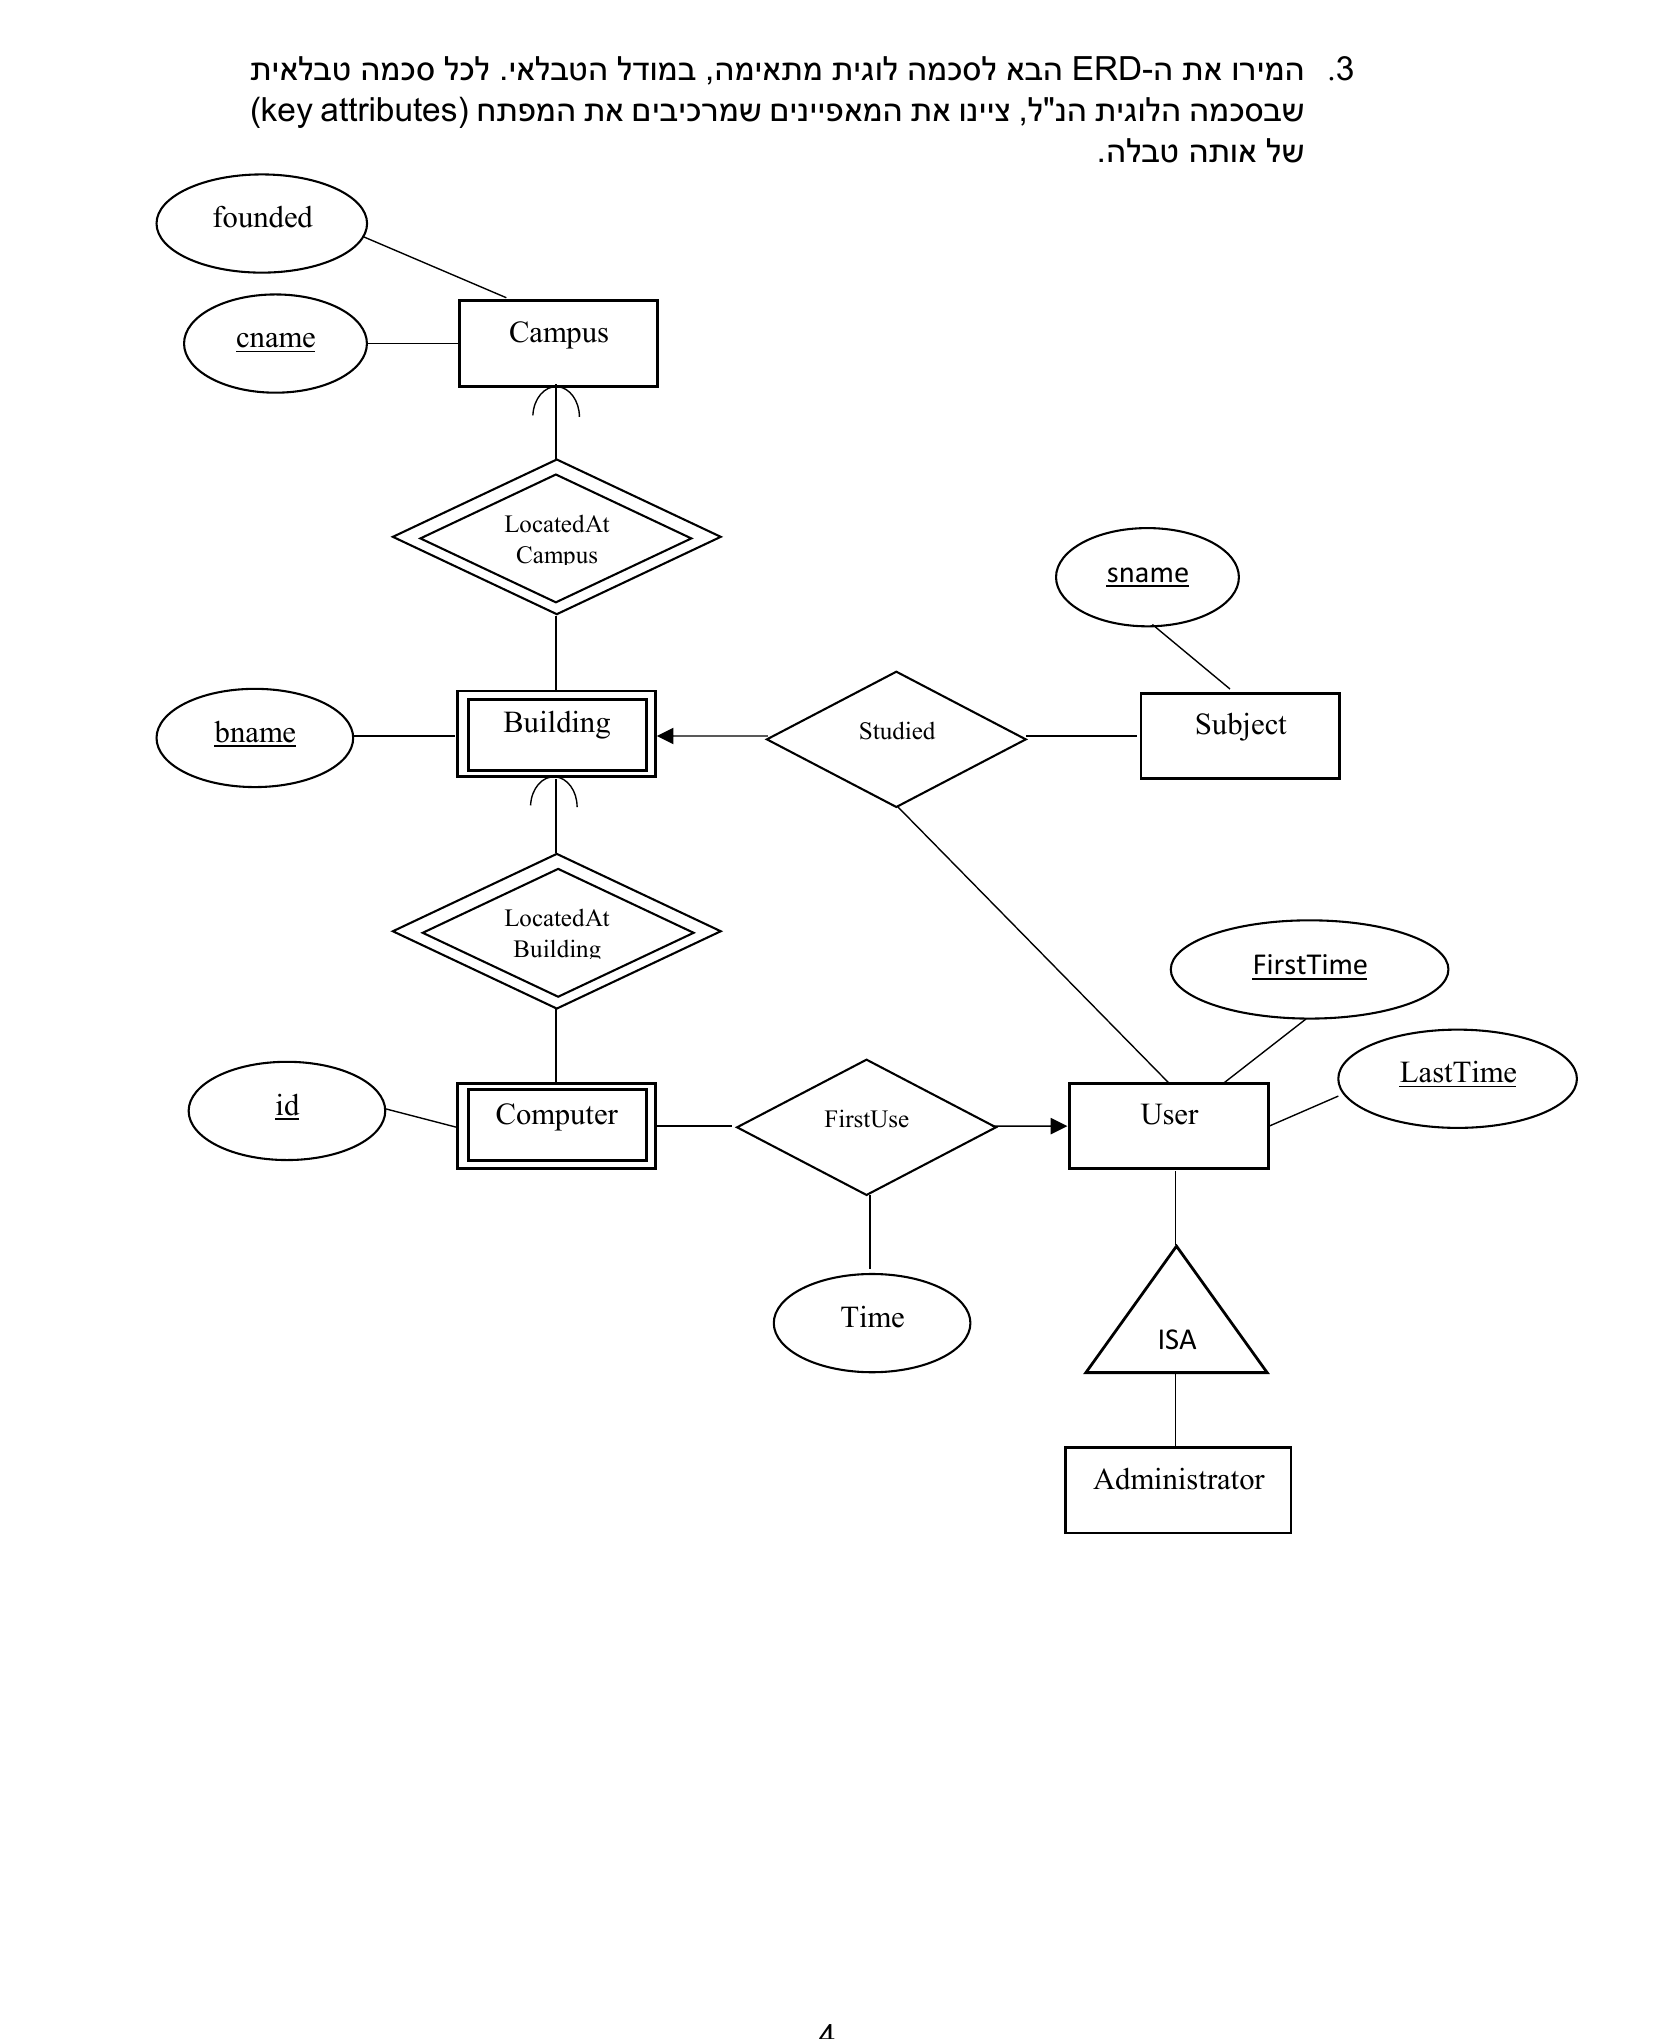 3. המירו את ה-ERD הבא לסכמה לוגית מתאימה, במודל הטבלאי. לכל סכמה טבלאית
שבסכמה הלוגית הנ"ל, ציינו את המאפיינים שמרכיבים את המפתח (key attributes)
של אותה טבלה.
founded
cname
Campus
LocatedAt
Campus
sname
bname
Building
Studied
Subject
LocatedAt
Building
FirstTime
LastTime
id
Computer
FirstUse
User
Time
ISA
Administrator
4